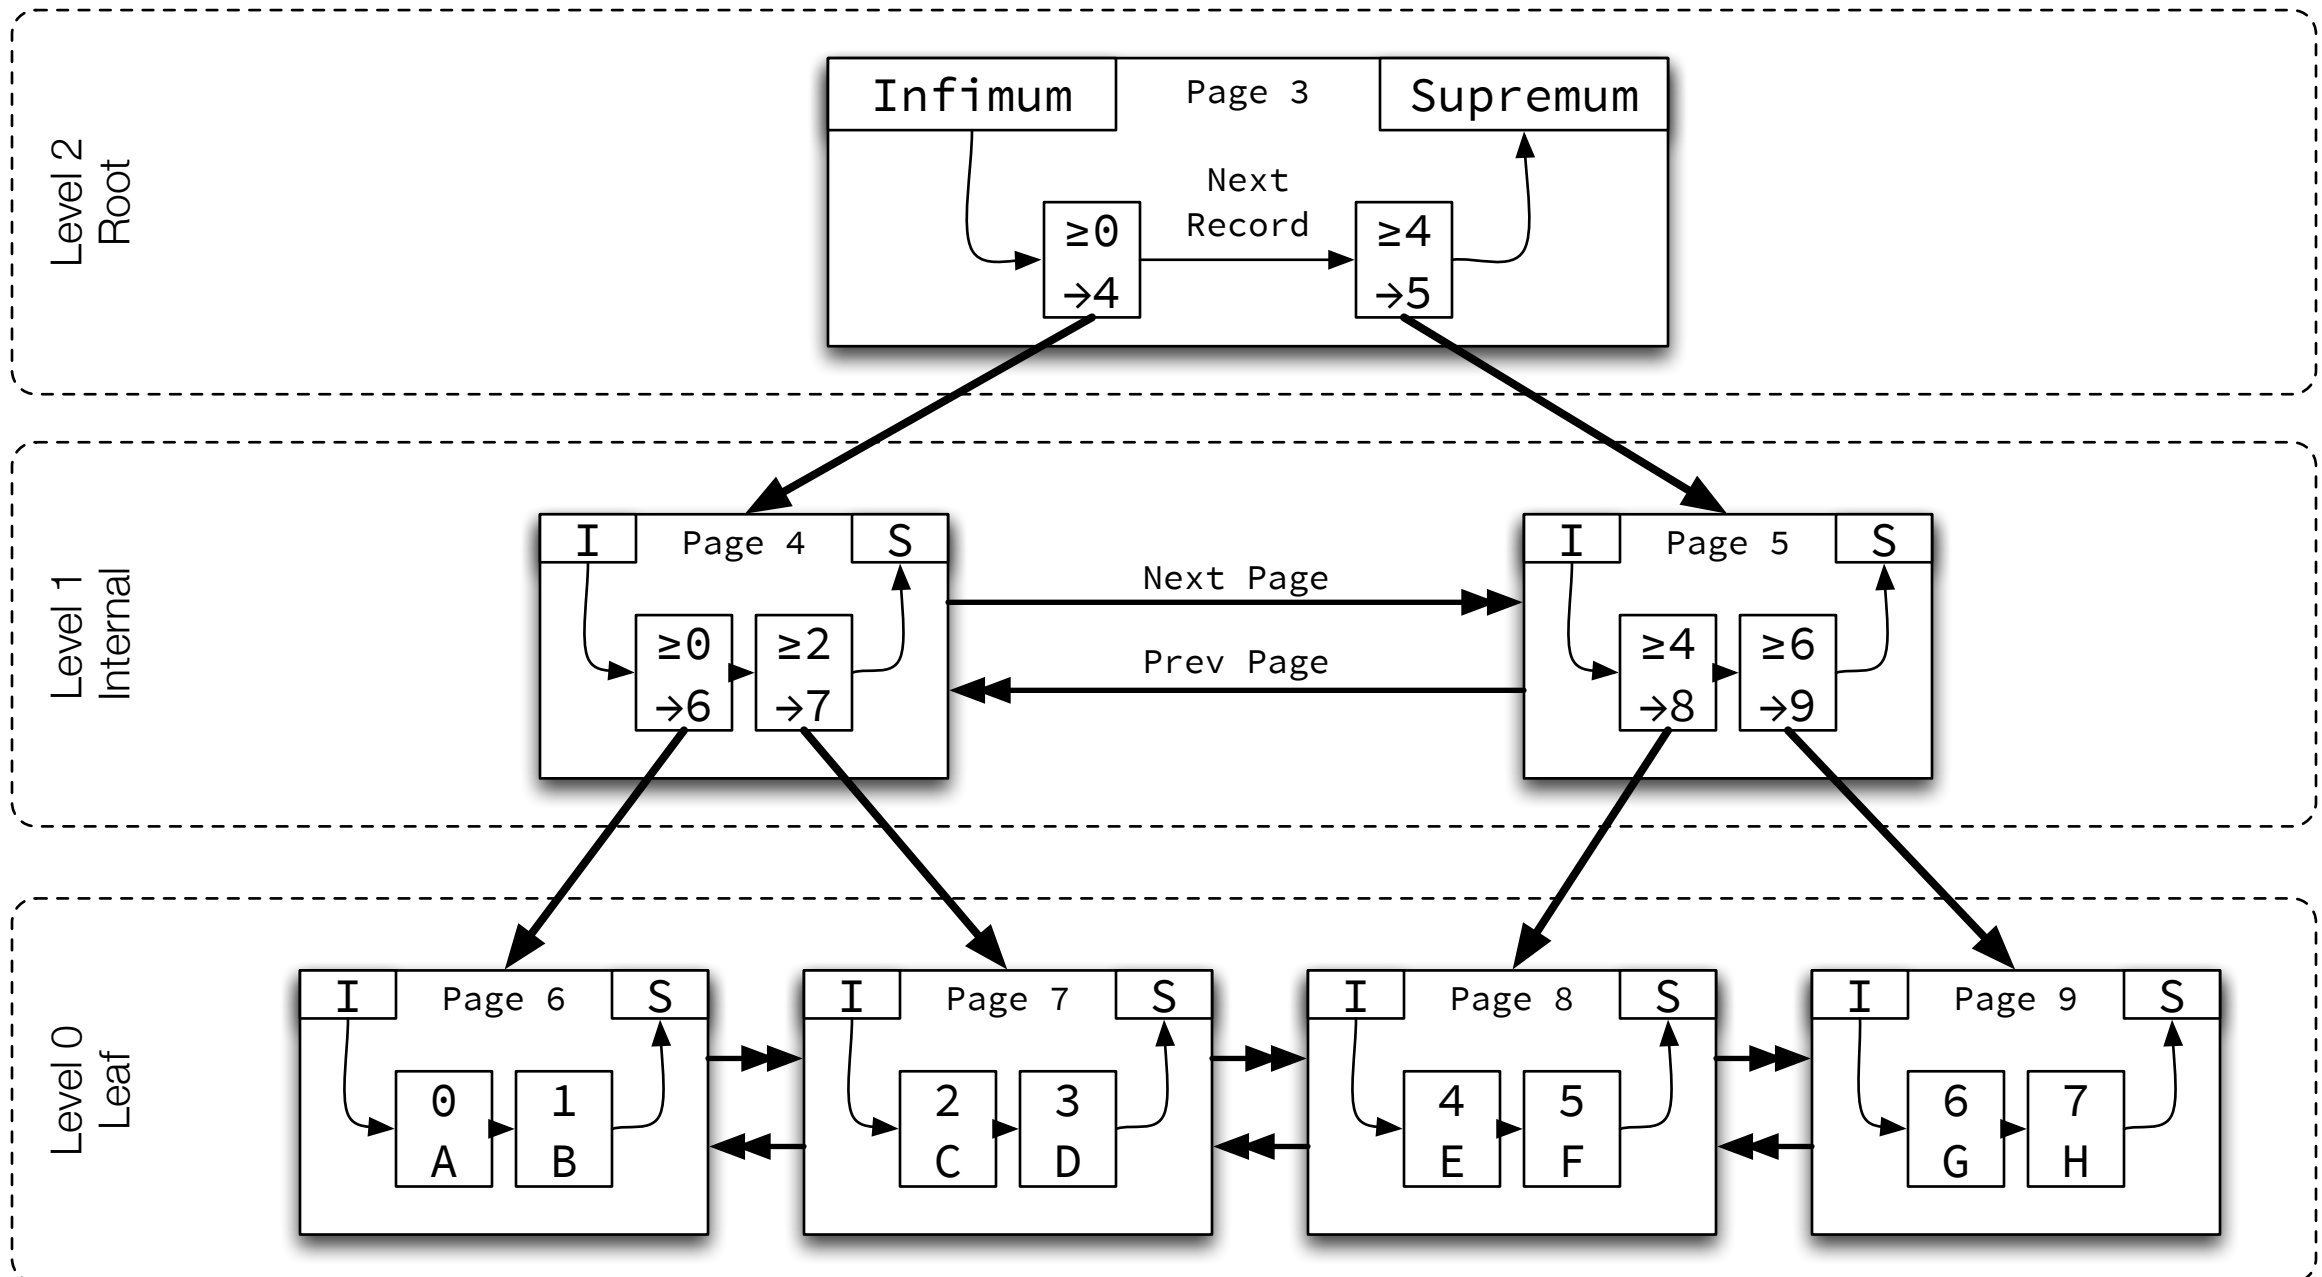 Level 2
Root
Infimum
Page 3
Supremum
Next
Record
≥0
→4
≥4
→5
Level 1
Internal
I
Page 4
S
≥0
→6
≥2
→7
Next Page
Prev Page
I
Page 5
S
≥4
→8
≥6
→9
Level 0
Leaf
I
Page 6
S
0
A
1
B
I
Page 7
S
2
C
3
D
I
Page 8
S
4
E
5
F
I
Page 9
S
6
G
7
H